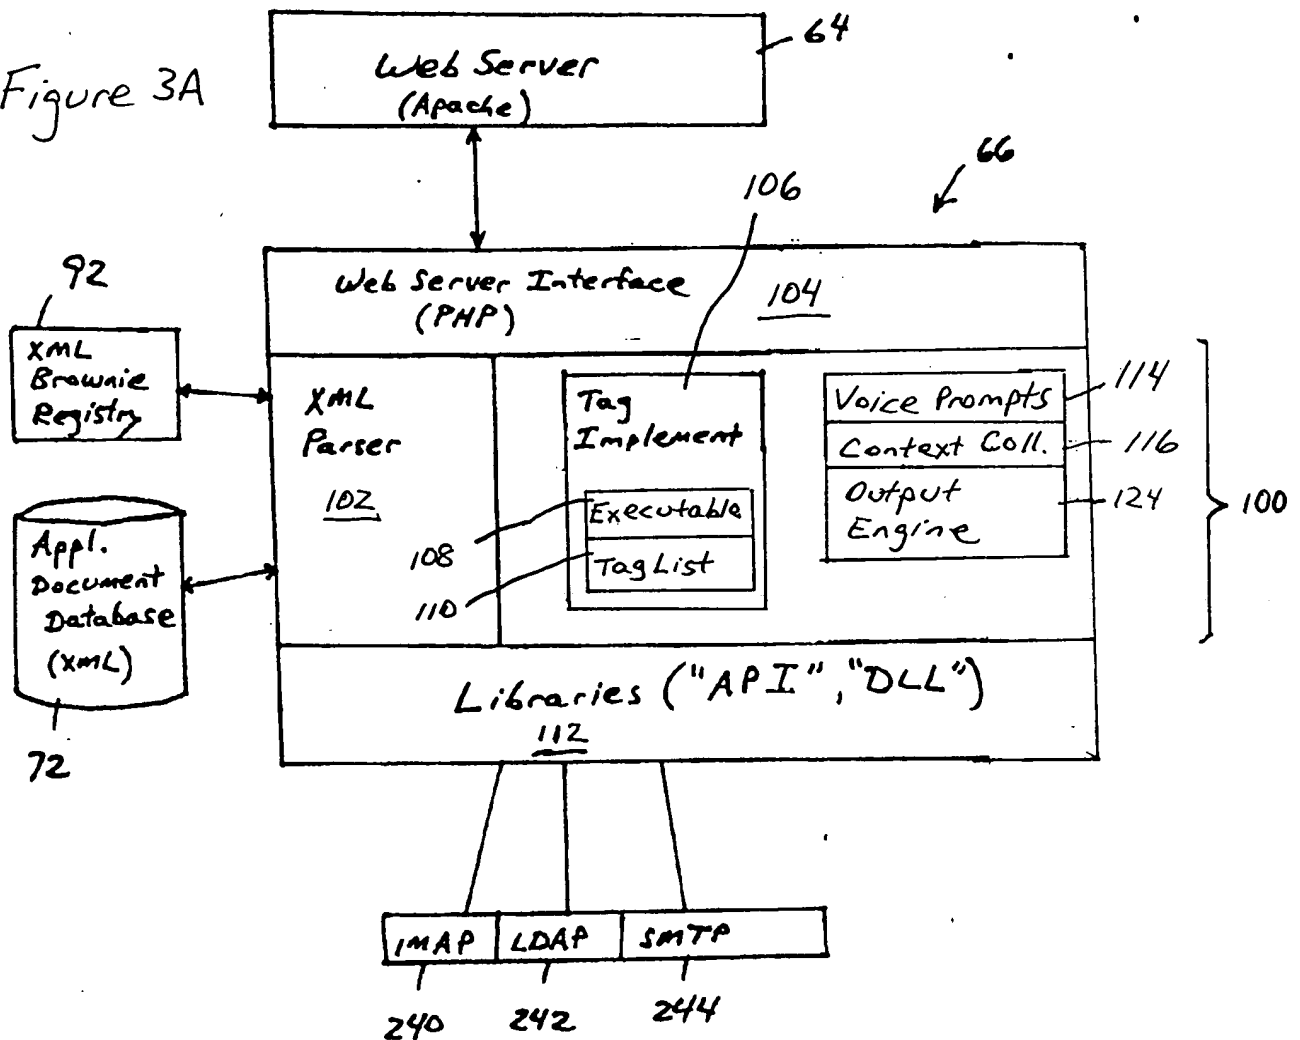 Figure 3A
Web Server
(Apache)
64
66
106
92
Web Server Interface
(PHP)
104
XML
Brownie
Registry
XML
Parser
102
Tag
Implement
Executable
Tag List
108
110
Voice Prompts
Context Coll.
Output
Engine
114
116
124
100
Appl.
Document
Database
(XML)
72
Libraries ("API","DLL")
112
IMAP
LDAP
SMTP
240
242
244